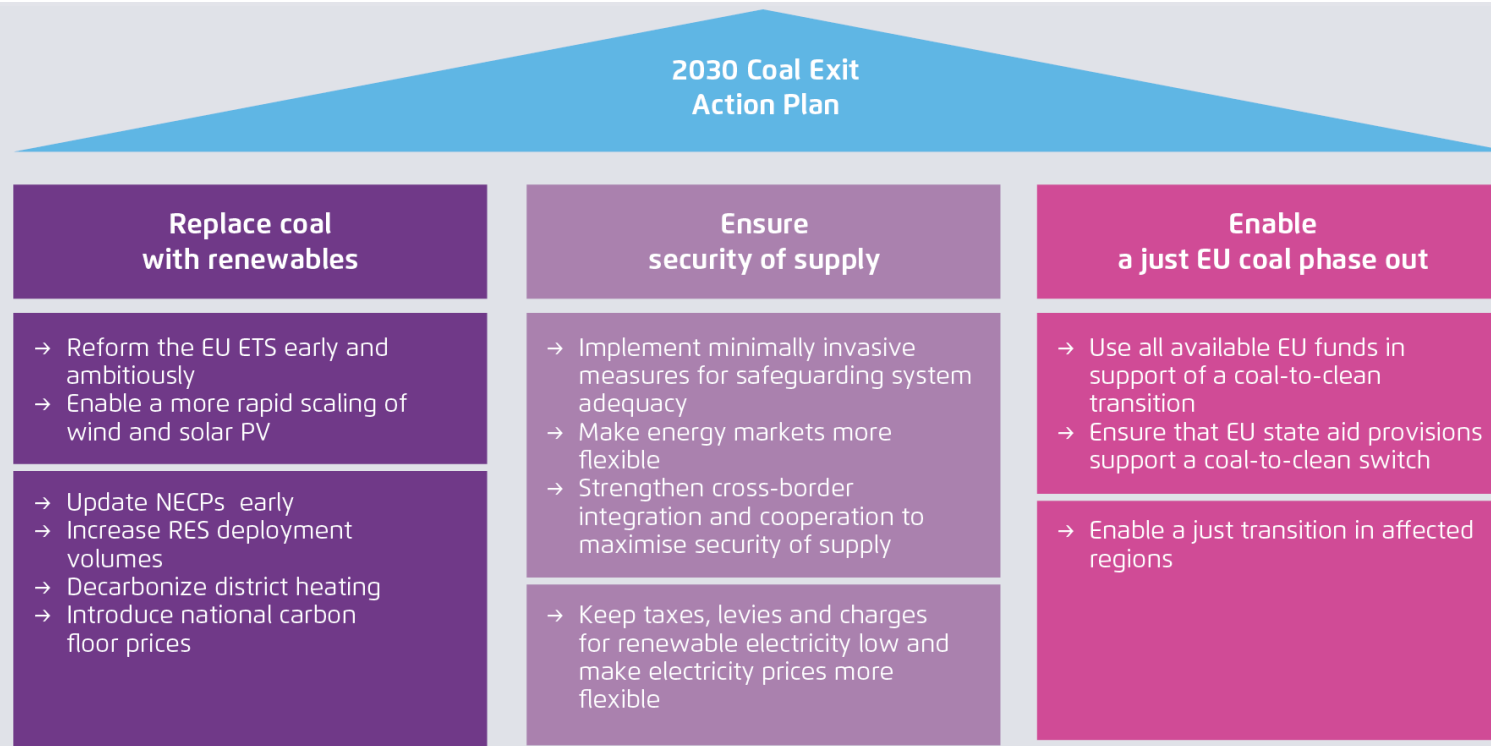 2030 Coal Exit
Action Plan
Replace coal
with renewables
→ Reform the EU ETS early and
ambitiously
→ Enable a more rapid scaling of
wind and solar PV
→ Update NECPs early
→ Increase RES deployment
volumes
→ Decarbonize district heating
→ Introduce national carbon
floor prices
Ensure
security of supply
→ Implement minimally invasive
measures for safeguarding system
adequacy
→ Make energy markets more
flexible
→ Strengthen cross-border
integration and cooperation to
maximise security of supply
→ Keep taxes, levies and charges
for renewable electricity low and
make electricity prices more
flexible
Enable
a just EU coal phase out
→ Use all available EU funds in
support of a coal-to-clean
transition
→ Ensure that EU state aid provisions
support a coal-to-clean switch
→ Enable a just transition in affected
regions